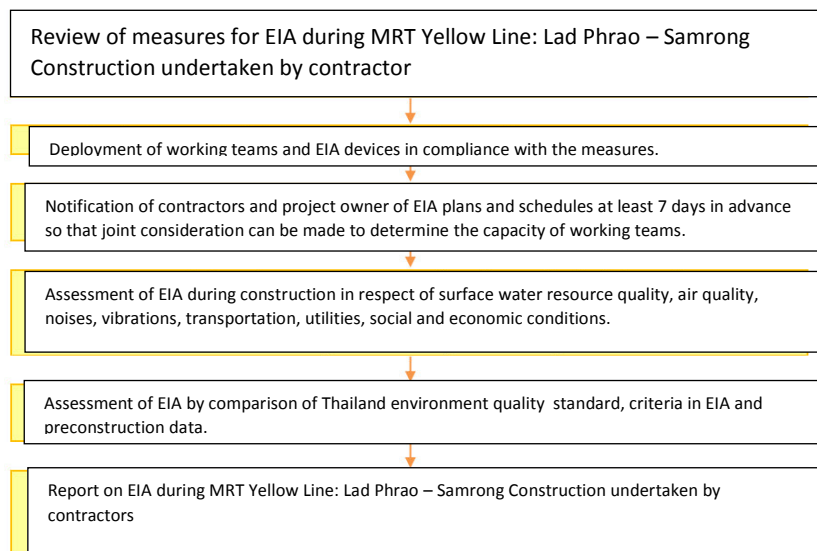 Review of measures for EIA during MRT Yellow Line: Lad Phrao – Samrong
Construction undertaken by contractor
Deployment of working teams and EIA devices in compliance with the measures.
Notification of contractors and project owner of EIA plans and schedules at least 7 days in advance
so that joint consideration can be made to determine the capacity of working teams.
Assessment of EIA during construction in respect of surface water resource quality, air quality,
noises, vibrations, transportation, utilities, social and economic conditions.
Assessment of EIA by comparison of Thailand environment quality standard, criteria in EIA and
preconstruction data.
Report on EIA during MRT Yellow Line: Lad Phrao – Samrong Construction undertaken by
contractors